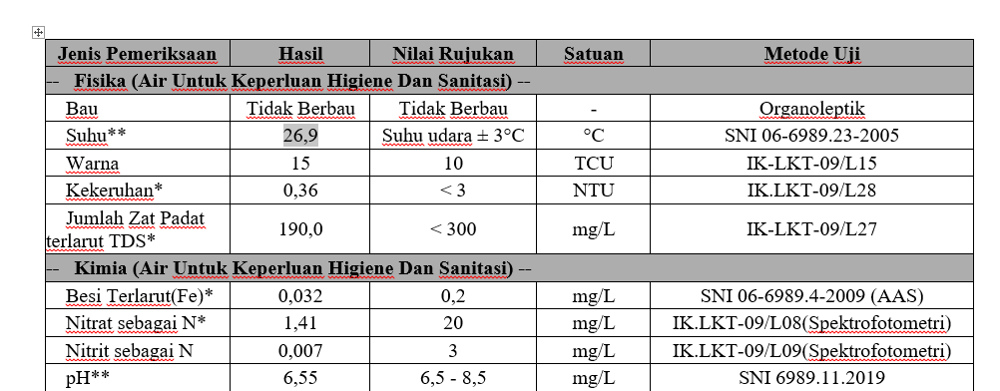 Jenis Pemeriksaan Hasil Nilai Rujukan Satuan Metode Uji
-- Fisika (Air Untuk Keperluan Higiene Dan Sanitasi) --
Bau Tidak Berbau Tidak Berbau - Organoleptik
Suhu** 26,9 Suhu udara ± 3°C °C SNI 06-6989.23-2005
Warna 15 10 TCU IK-LKT-09/L15
Kekeruhan* 0,36 < 3 NTU IK.LKT-09/L28
Jumlah Zat Padat
terlarut TDS* 190,0 < 300 mg/L IK-LKT-09/L27
-- Kimia (Air Untuk Keperluan Higiene Dan Sanitasi) --
Besi Terlarut(Fe)* 0,032 0,2 mg/L SNI 06-6989.4-2009 (AAS)
Nitrat sebagai N* 1,41 20 mg/L IK.LKT-09/L08(Spektrofotometri)
Nitrit sebagai N 0,007 3 mg/L IK.LKT-09/L09(Spektrofotometri)
pH** 6,55 6,5 - 8,5 mg/L SNI 6989.11.2019